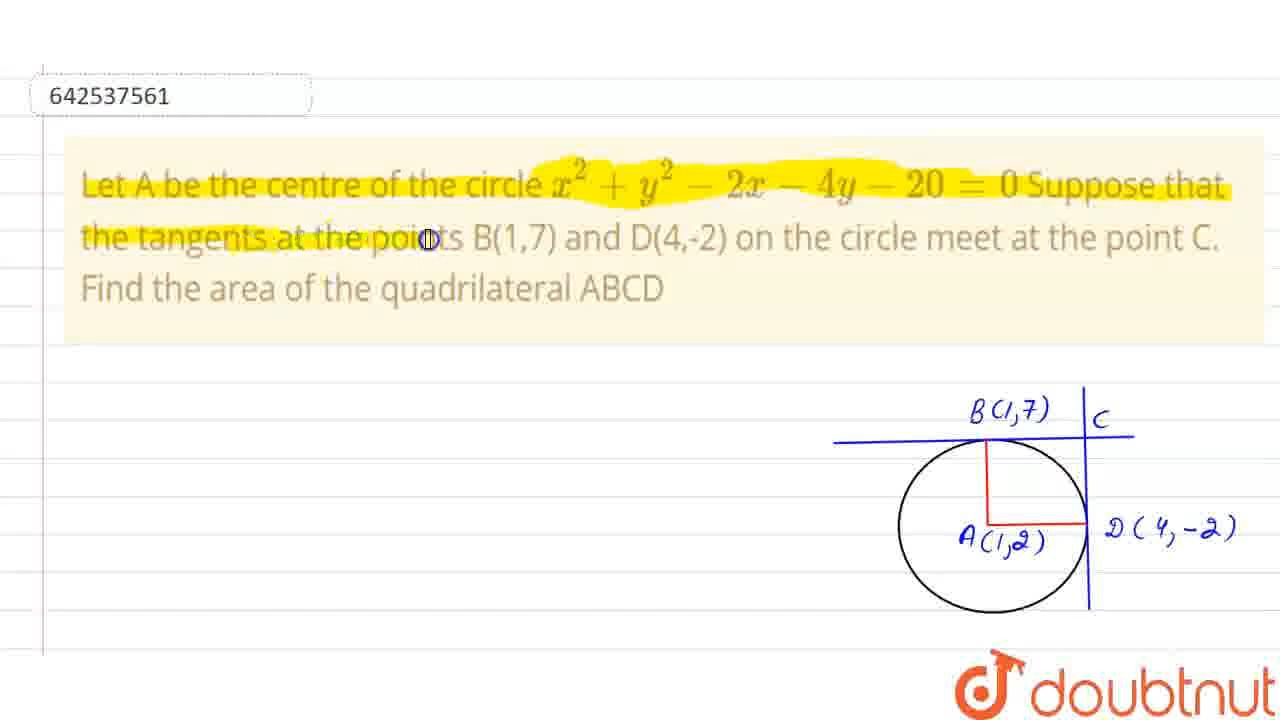 642537561
Let A be the centre of the circle x² + y² − 2x − 4y − 20 = 0 Suppose that
the tangents at the points B(1,7) and D(4,-2) on the circle meet at the point C.
Find the area of the quadrilateral ABCD
B(1,7)
C
A(1,2)
D(4,-2)
doubtnut